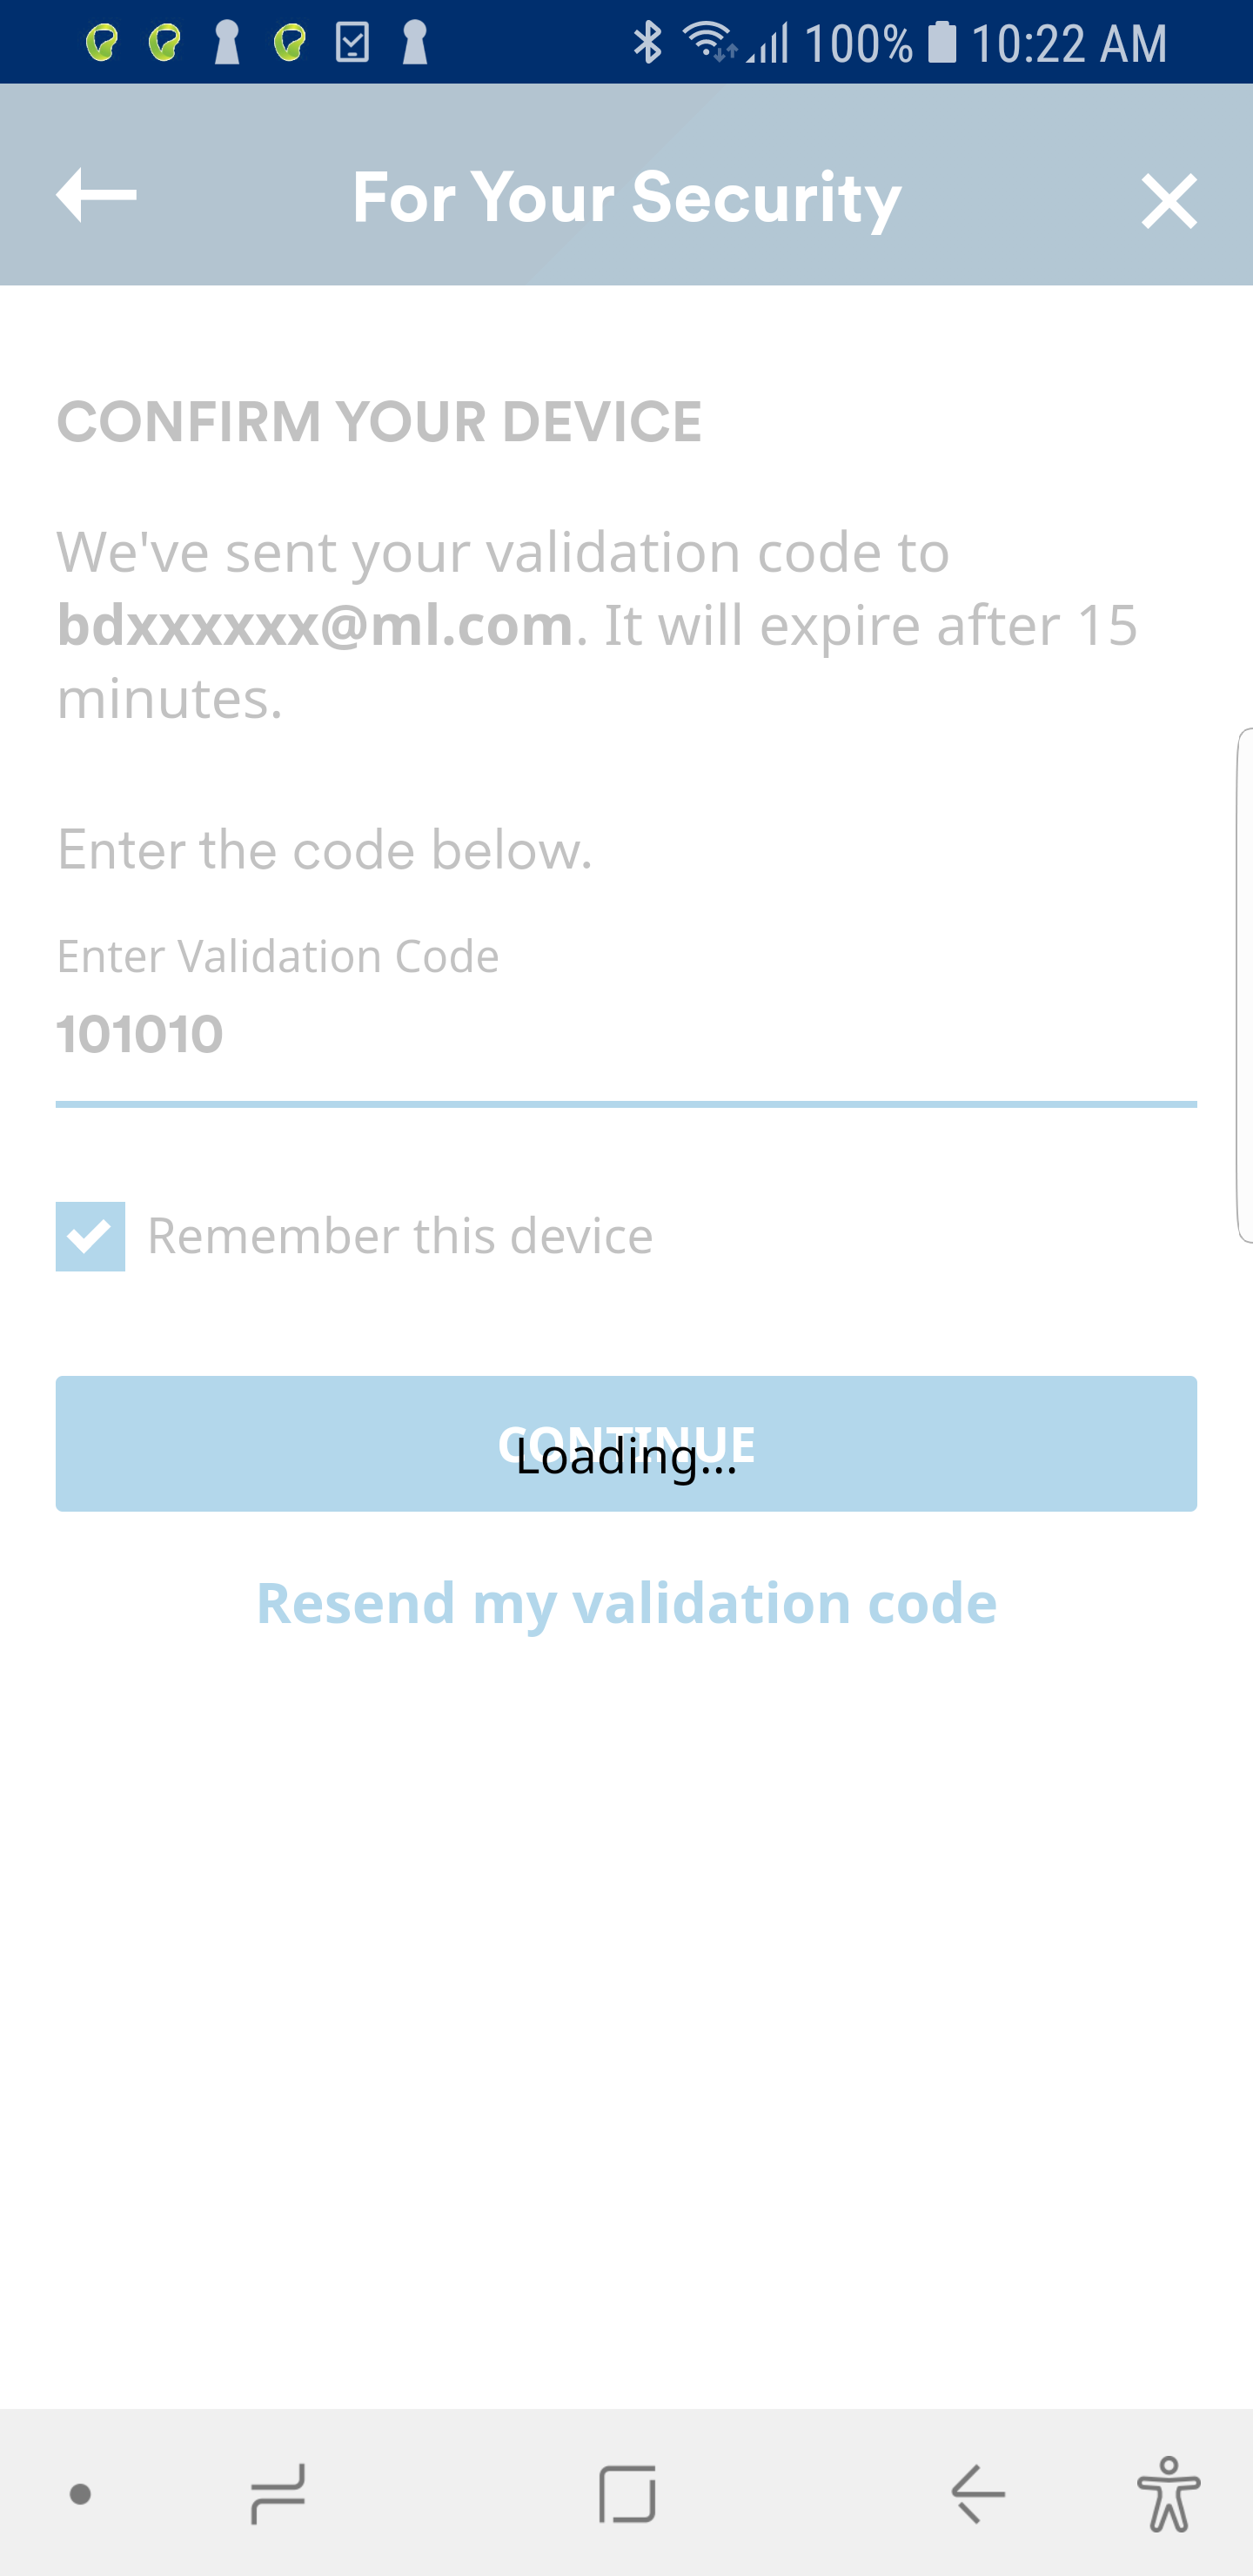 100% 10:22 AM
For Your Security
CONFIRM YOUR DEVICE
We've sent your validation code to
bdxxxxxx@ml.com. It will expire after 15
minutes.
Enter the code below.
Enter Validation Code
101010
Remember this device
CONTINUE
Loading...
Resend my validation code